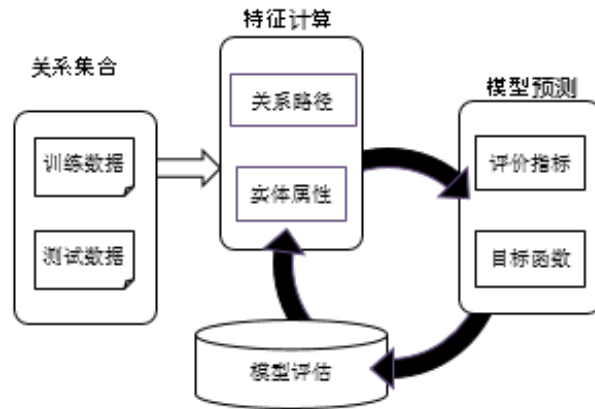 关系集合
训练数据
测试数据
特征计算
关系路径
实体属性
模型预测
评价指标
目标函数
模型评估